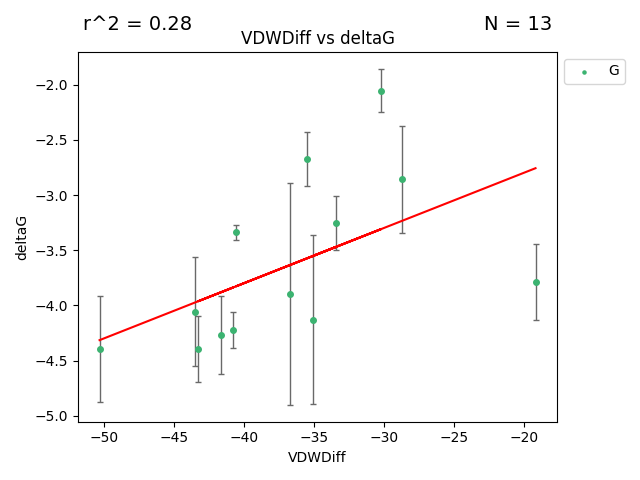 r^2 = 0.28
N = 13
VDWDiff vs deltaG
G
−2.0
−2.5
−3.0
−3.5
−4.0
−4.5
−5.0
deltaG
−50 −45 −40 −35 −30 −25 −20
VDWDiff